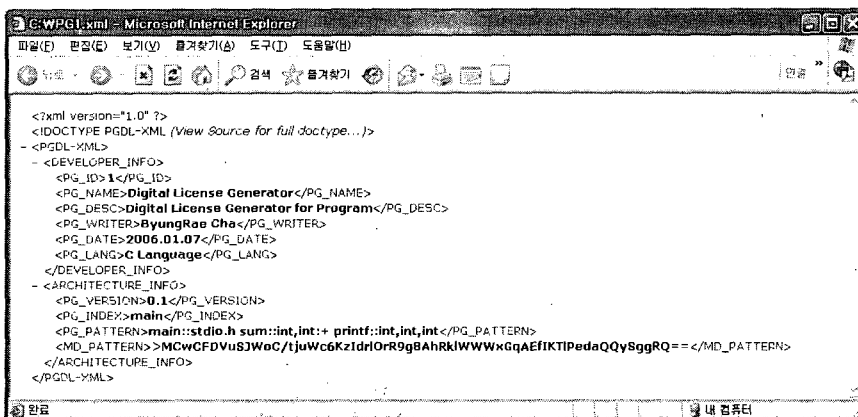 C:\WPG1.xml - Microsoft Internet Explorer
파일(F) 편집(E) 보기(V) 즐겨찾기(A) 도구(T) 도움말(H)
검색 즐겨찾기 연결 »
<?xml version="1.0" ?>
<!DOCTYPE PGDL-XML (View Source for full doctype...)>
- <PGDL-XML>
- <DEVELOPER_INFO>
<PG_ID>1</PG_ID>
<PG_NAME>Digital License Generator</PG_NAME>
<PG_DESC>Digital License Generator for Program</PG_DESC>
<PG_WRITER>ByungRae Cha</PG_WRITER>
<PG_DATE>2006.01.07</PG_DATE>
<PG_LANG>C Language</PG_LANG>
</DEVELOPER_INFO>
- <ARCHITECTURE_INFO>
<PG_VERSION>0.1</PG_VERSION>
<PG_INDEX>main</PG_INDEX>
<PG_PATTERN>main::stdio.h sum::int,int:+ printf::int,int,int</PG_PATTERN>
<MD_PATTERN>></MD_PATTERN>
</ARCHITECTURE_INFO>
</PGDL-XML>
완료 내 컴퓨터